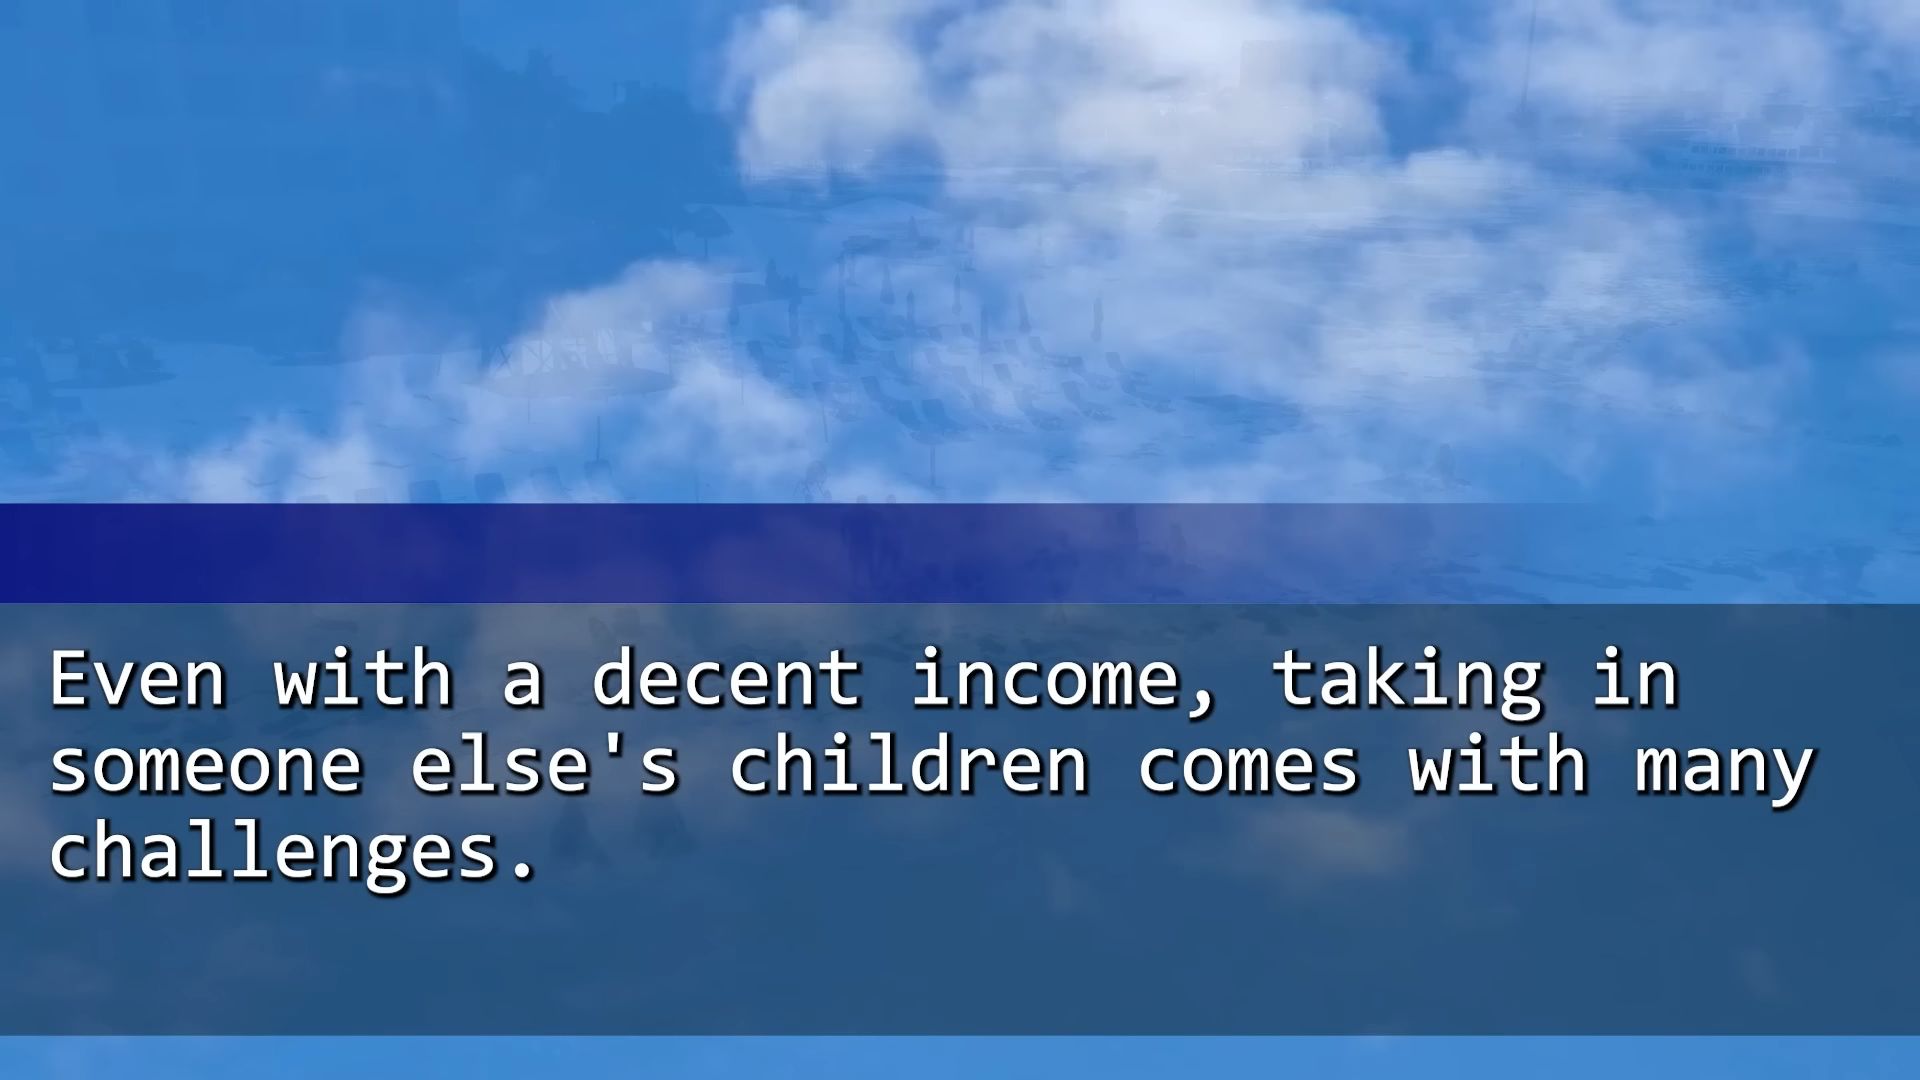 Even with a decent income, taking in
someone else's children comes with many
challenges.